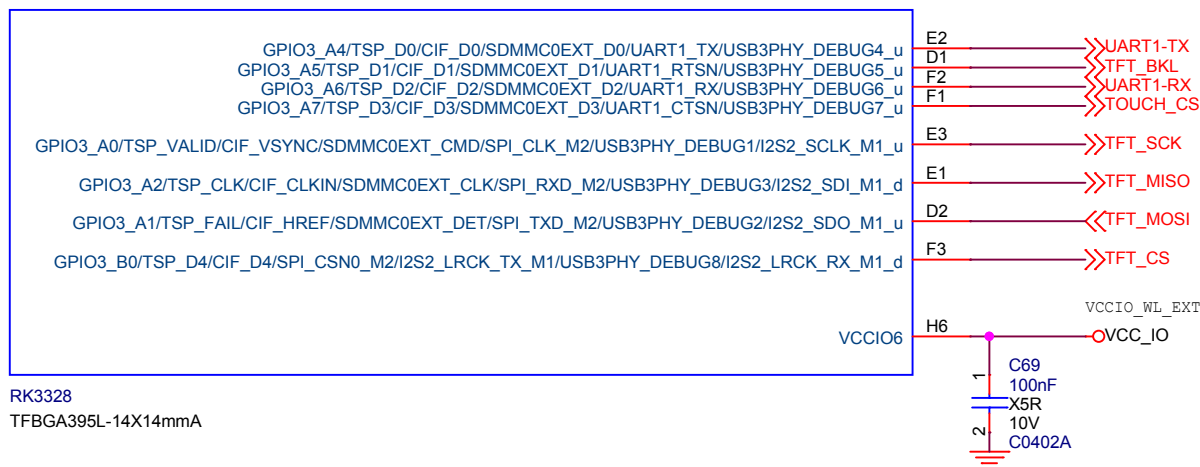 GPIO3_A4/TSP_D0/CIF_D0/SDMMC0EXT_D0/UART1_TX/USB3PHY_DEBUG4_u E2 UART1-TX
GPIO3_A5/TSP_D1/CIF_D1/SDMMC0EXT_D1/UART1_RTSN/USB3PHY_DEBUG5_u D1 TFT_BKL
GPIO3_A6/TSP_D2/CIF_D2/SDMMC0EXT_D2/UART1_RX/USB3PHY_DEBUG6_u F2 UART1-RX
GPIO3_A7/TSP_D3/CIF_D3/SDMMC0EXT_D3/UART1_CTSN/USB3PHY_DEBUG7_u F1 TOUCH_CS
GPIO3_A0/TSP_VALID/CIF_VSYNC/SDMMC0EXT_CMD/SPI_CLK_M2/USB3PHY_DEBUG1/I2S2_SCLK_M1_u E3 TFT_SCK
GPIO3_A2/TSP_CLK/CIF_CLKIN/SDMMC0EXT_CLK/SPI_RXD_M2/USB3PHY_DEBUG3/I2S2_SDI_M1_d E1 TFT_MISO
GPIO3_A1/TSP_FAIL/CIF_HREF/SDMMC0EXT_DET/SPI_TXD_M2/USB3PHY_DEBUG2/I2S2_SDO_M1_u D2 TFT_MOSI
GPIO3_B0/TSP_D4/CIF_D4/SPI_CSN0_M2/I2S2_LRCK_TX_M1/USB3PHY_DEBUG8/I2S2_LRCK_RX_M1_d F3 TFT_CS
VCCIO_WL_EXT
VCCIO6 H6 VCC_IO
1 C69
100nF
X5R
10V
2 C0402A
RK3328
TFBGA395L-14X14mmA